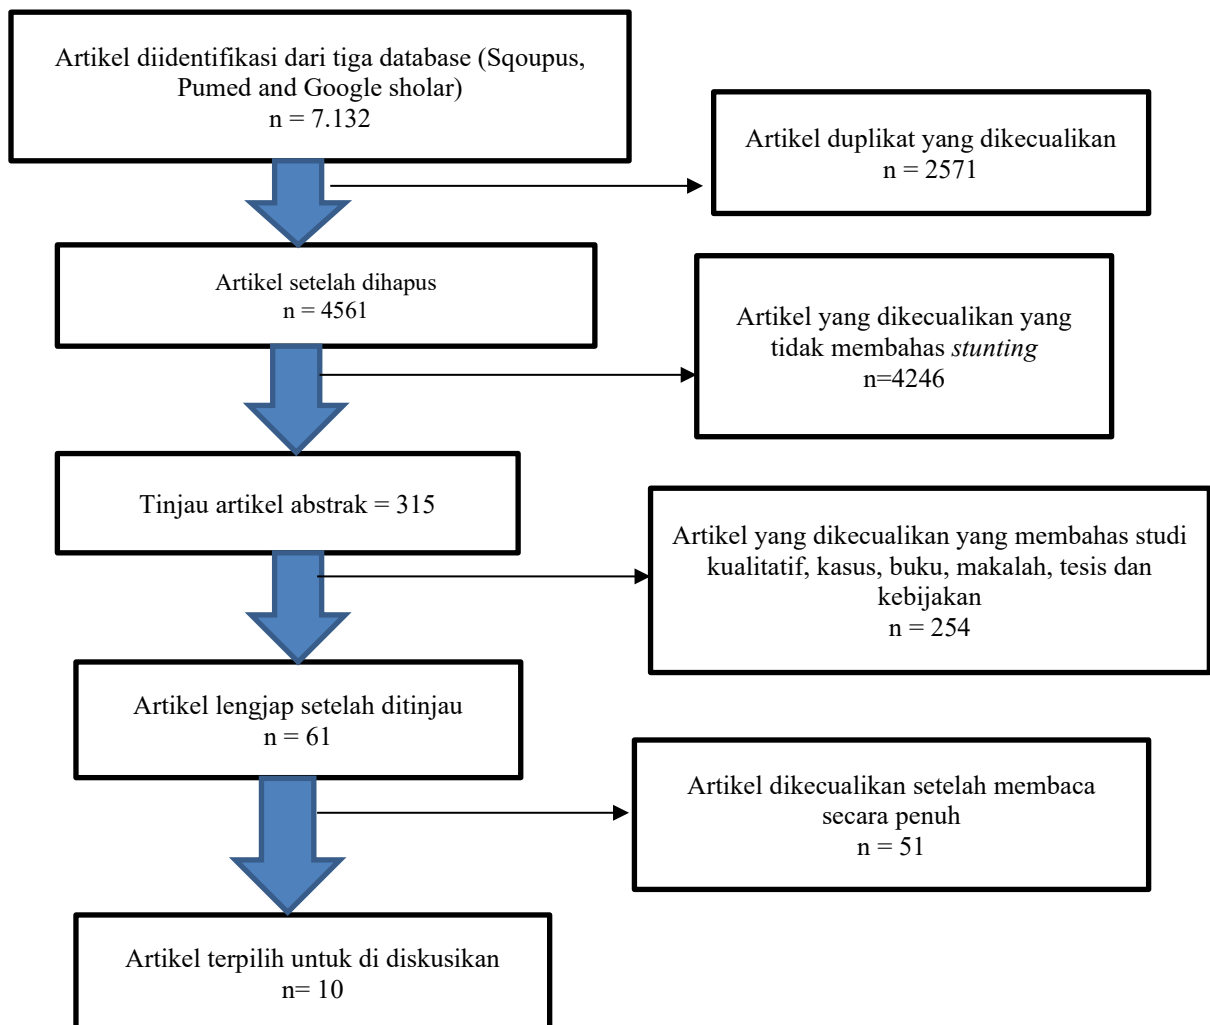 Artikel diidentifikasi dari tiga database (Sqoupus,
Pumed and Google sholar)
n = 7.132
Artikel duplikat yang dikecualikan
n = 2571
Artikel setelah dihapus
n = 4561
Artikel yang dikecualikan yang
tidak membahas stunting
n=4246
Tinjau artikel abstrak = 315
Artikel yang dikecualikan yang membahas studi
kualitatif, kasus, buku, makalah, tesis dan
kebijakan
n = 254
Artikel lengjap setelah ditinjau
n = 61
Artikel dikecualikan setelah membaca
secara penuh
n = 51
Artikel terpilih untuk di diskusikan
n= 10